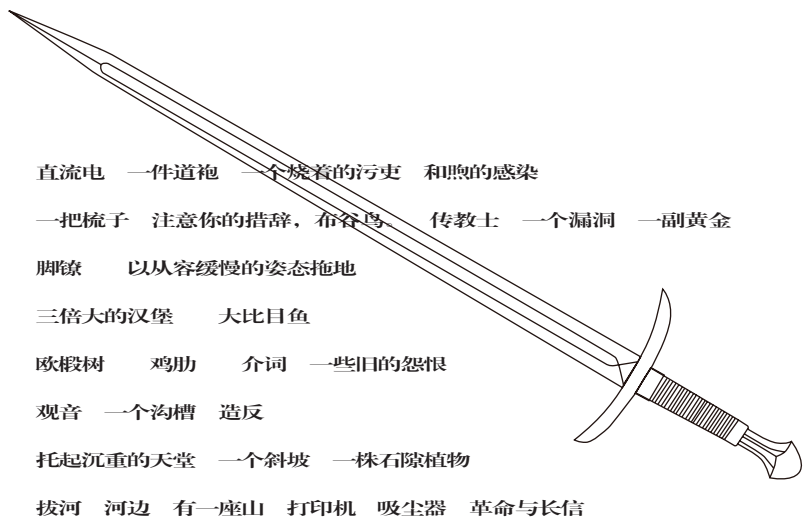 直流电　一件道袍　一个烧着的污吏　和煦的感染
一把梳子　注意你的措辞，布谷鸟。　传教士　一个漏洞　一副黄金
脚镣　　以从容缓慢的姿态拖地
三倍大的汉堡　　大比目鱼
欧椴树　　鸡肋　　介词　一些旧的怨恨
观音　一个沟槽　造反
托起沉重的天堂　一个斜坡　一株石隙植物
拔河　河边　有一座山　打印机　吸尘器　革命与长信